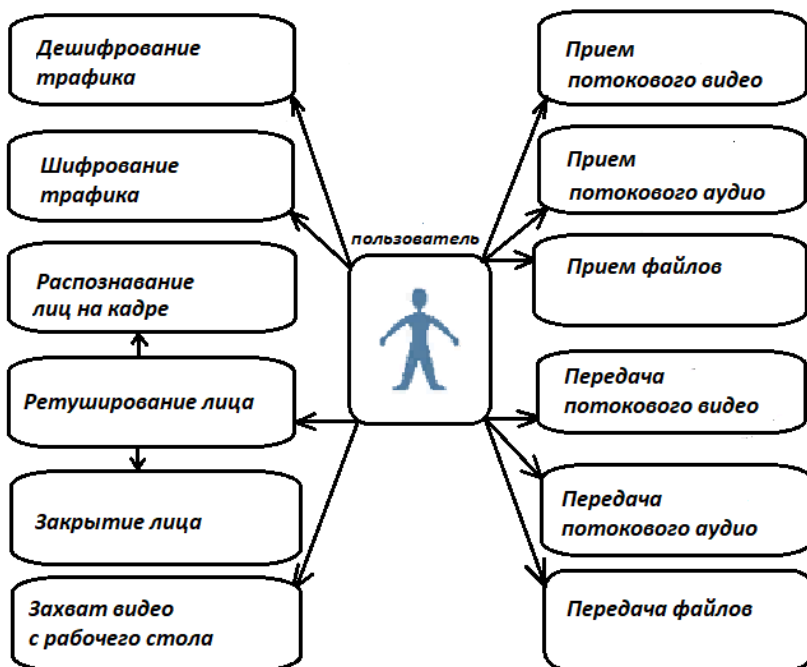 Дешифрование
трафика
Шифрование
трафика
Распознавание
лиц на кадре
Ретуширование лица
Закрытие лица
Захват видео
с рабочего стола
пользователь
Прием
потокового видео
Прием
потокового аудио
Прием файлов
Передача
потокового видео
Передача
потокового аудио
Передача файлов